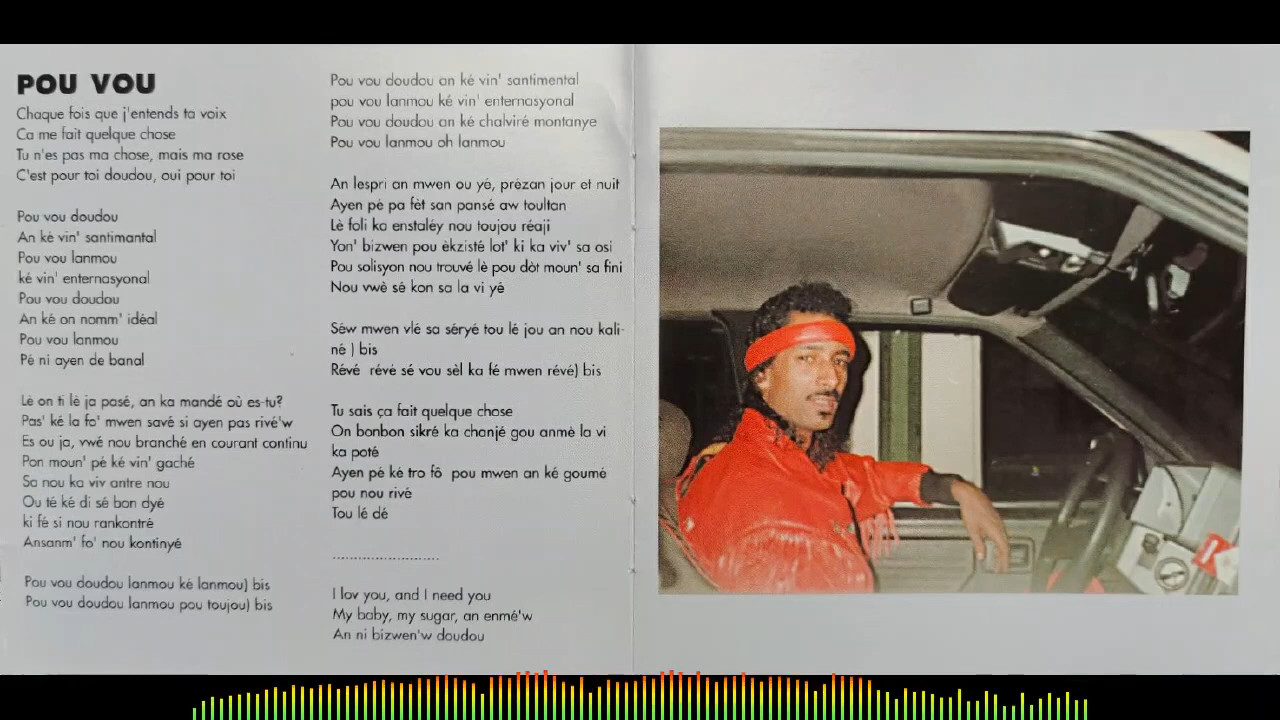 POU VOU
Chaque fois que j'entends ta voix
Ca me fait quelque chose
Tu n'es pas ma chose, mais ma rose
C'est pour toi doudou, oui pour toi
Pou vou doudou
An ké vin' santimantal
Pou vou lanmou
ké vin' enternasyonal
Pou vou doudou
An ké on nomm' idéal
Pou vou lanmou
Pé ni ayen de banal
Lè on ti lè ja pasé, an ka mandé où es-tu?
Pas' ké la fo' mwen savé si ayen pas rivé'w
Es ou ja, vwé nou branché en courant continu
Pon moun' pé ké vin' gaché
Sa nou ka viv antre nou
Ou té ké di sé bon dyé
ki fé si nou rankontré
Ansanm' fo' nou kontinyé
Pou vou doudou lanmou ké lanmou) bis
Pou vou doudou lanmou pou toujou) bis
Pou vou doudou an ké vin' santimental
pou vou lanmou ké vin' enternasyonal
Pou vou doudou an ké chalviré montanye
Pou vou lanmou oh lanmou
An lespri an mwen ou yé, prézan jour et nuit
Ayen pé pa fèt san pansé aw toultan
Lè foli ka enstaléy nou toujou réaji
Yon' bizwen pou èkzisté lot' ki ka viv' sa osi
Pou solisyon nou trouvé lè pou dòt moun' sa fini
Nou vwè sé kon sa la vi yé
Séw mwen vlé sa séryé tou lé jou an nou kali-
né ) bis
Révé révé sé vou sèl ka fé mwen révé) bis
Tu sais ça fait quelque chose
On bonbon sikré ka chanjé gou anmè la vi
ka poté
Ayen pé ké tro fô pou mwen an ké goumé
pou nou rivé
Tou lé dé
..........................
I lov you, and I need you
My baby, my sugar, an enmé'w
An ni bizwen'w doudou